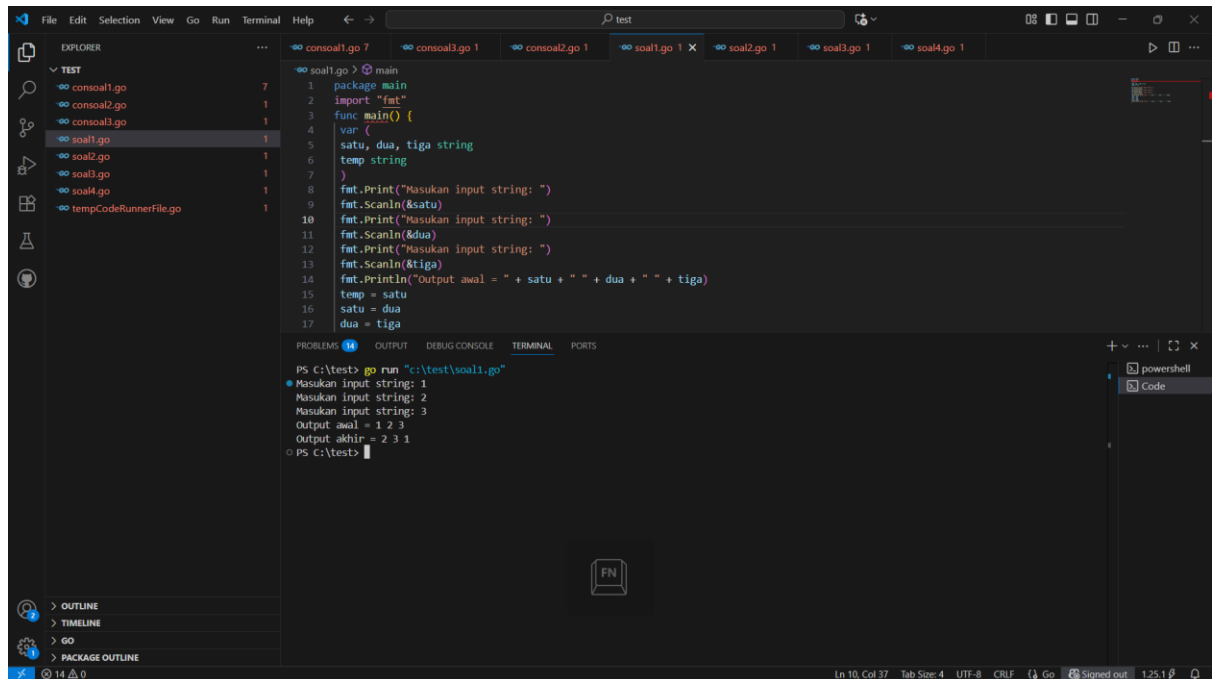 File Edit Selection View Go Run Terminal Help
test
EXPLORER
TEST
consoal1.go 7
consoal2.go 1
consoal3.go 1
soal1.go 1
soal2.go 1
soal3.go 1
soal4.go 1
tempCodeRunnerFile.go 1
OUTLINE
TIMELINE
GO
PACKAGE OUTLINE
consoal1.go 7 consoal3.go 1 consoal2.go 1 soal1.go 1 soal2.go 1 soal3.go 1 soal4.go 1
soal1.go > main
1 package main
2 import "fmt"
3 func main() {
4 var (
5 satu, dua, tiga string
6 temp string
7 )
8 fmt.Print("Masukan input string: ")
9 fmt.Scanln(&satu)
10 fmt.Print("Masukan input string: ")
11 fmt.Scanln(&dua)
12 fmt.Print("Masukan input string: ")
13 fmt.Scanln(&tiga)
14 fmt.Println("Output awal = " + satu + " " + dua + " " + tiga)
15 temp = satu
16 satu = dua
17 dua = tiga
PROBLEMS 14 OUTPUT DEBUG CONSOLE TERMINAL PORTS
PS C:\test> go run "c:\test\soal1.go"
Masukan input string: 1
Masukan input string: 2
Masukan input string: 3
Output awal = 1 2 3
Output akhir = 2 3 1
PS C:\test>
powershell
Code
FN
2
1
14 0 Ln 10, Col 37 Tab Size: 4 UTF-8 CRLF Go Signed out 1.25.1